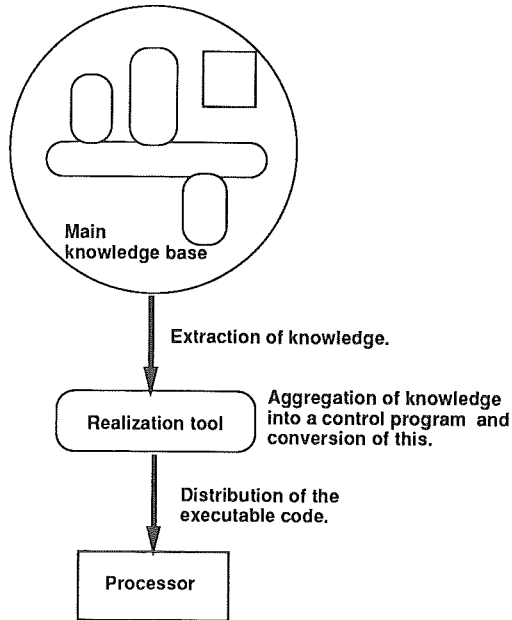 Main
knowledge base
Extraction of knowledge.
Realization tool
Aggregation of knowledge
into a control program and
conversion of this.
Distribution of the
executable code.
Processor